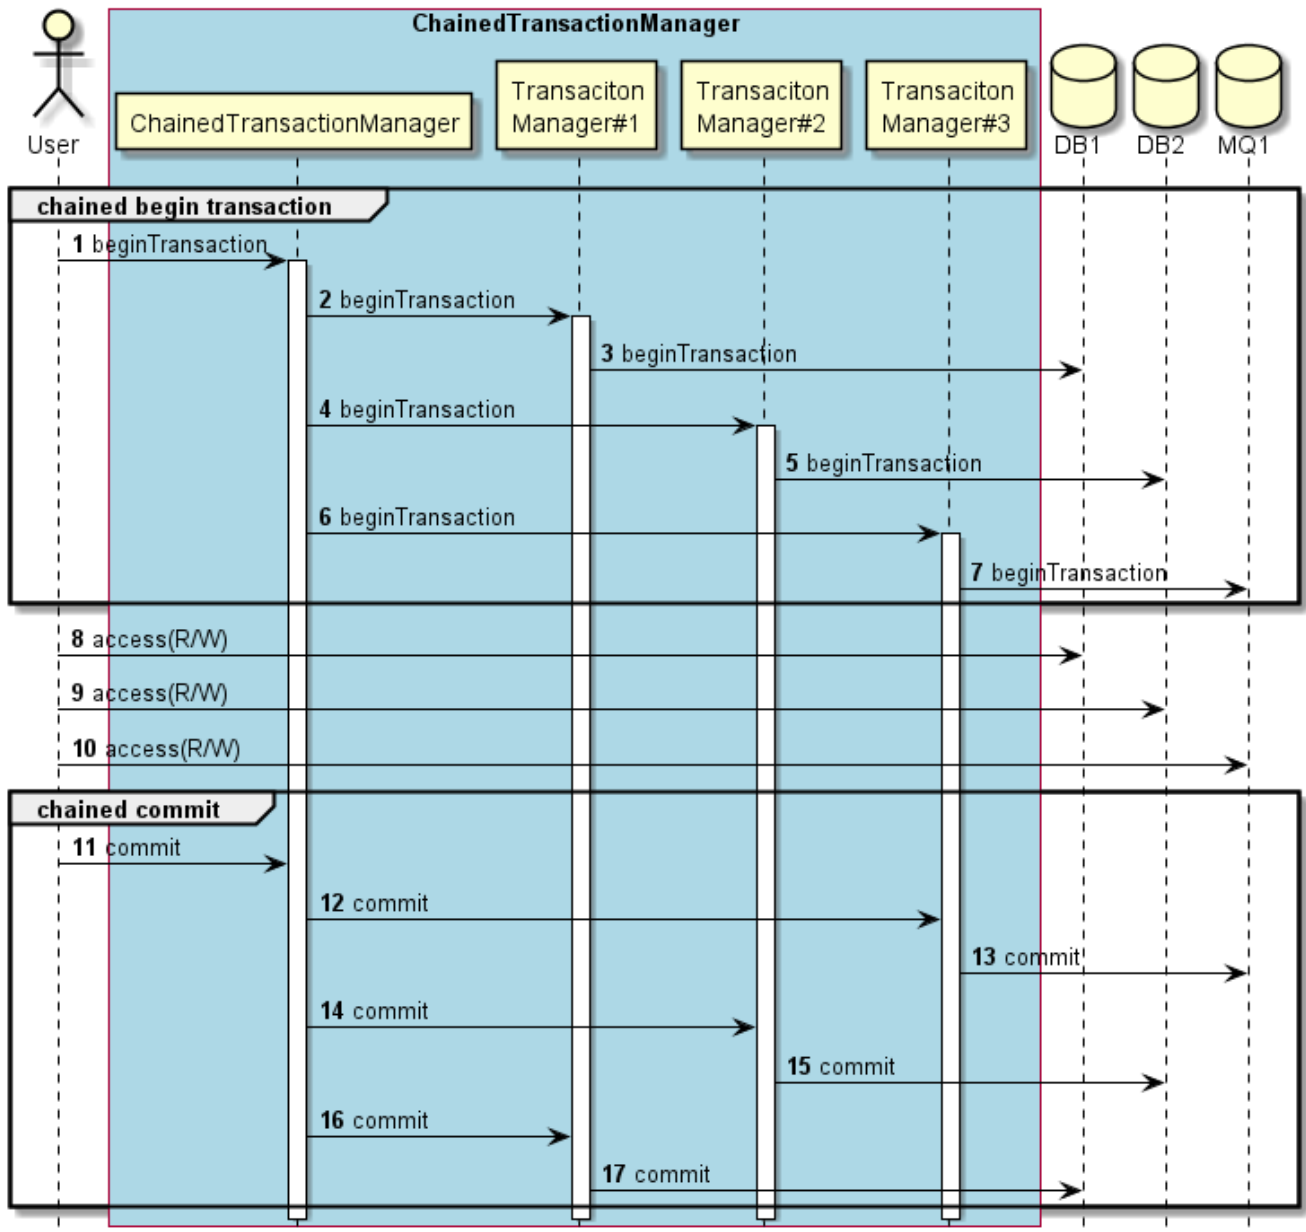 ChainedTransactionManager
User
ChainedTransactionManager
Transaciton
Manager#1
Transaciton
Manager#2
Transaciton
Manager#3
DB1
DB2
MQ1
chained begin transaction
1 beginTransaction
2 beginTransaction
3 beginTransaction
4 beginTransaction
5 beginTransaction
6 beginTransaction
7 beginTransaction
8 access(R/W)
9 access(R/W)
10 access(R/W)
chained commit
11 commit
12 commit
13 commit
14 commit
15 commit
16 commit
17 commit